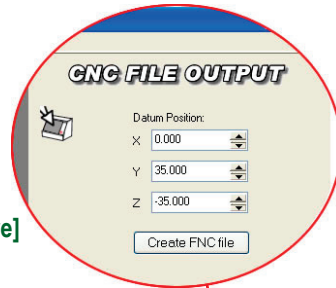 CNC FILE OUTPUT
Datum Position:
X 0.000
Y 35.000
Z -35.000
e]
Create FNC file